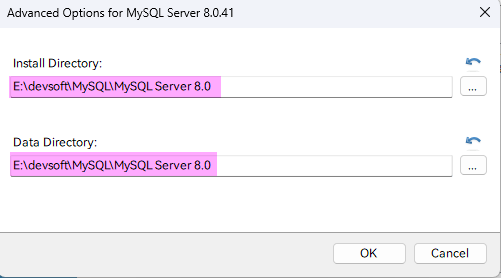 Advanced Options for MySQL Server 8.0.41
Install Directory:
E:\devsoft\MySQL\MySQL Server 8.0
...
Data Directory:
E:\devsoft\MySQL\MySQL Server 8.0
...
OK
Cancel